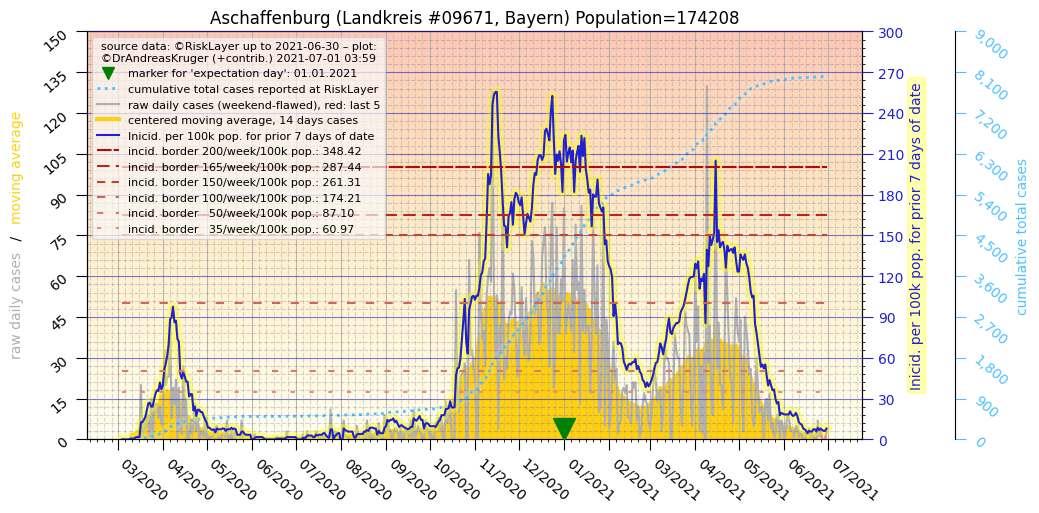 Aschaffenburg (Landkreis #09671, Bayern) Population=174208
source data: ©RiskLayer up to 2021-06-30 – plot:
©DrAndreasKruger (+contrib.) 2021-07-01 03:59
marker for 'expectation day': 01.01.2021
cumulative total cases reported at RiskLayer
raw daily cases (weekend-flawed), red: last 5
centered moving average, 14 days cases
Inicid. per 100k pop. for prior 7 days of date
incid. border 200/week/100k pop.: 348.42
incid. border 165/week/100k pop.: 287.44
incid. border 150/week/100k pop.: 261.31
incid. border 100/week/100k pop.: 174.21
incid. border   50/week/100k pop.: 87.10
incid. border   35/week/100k pop.: 60.97
raw daily cases / moving average
150
135
120
105
90
75
60
45
30
15
0
03/2020
04/2020
05/2020
06/2020
07/2020
08/2020
09/2020
10/2020
11/2020
12/2020
01/2021
02/2021
03/2021
04/2021
05/2021
06/2021
07/2021
300
270
240
210
180
150
120
90
60
30
0
Inicid. per 100k pop. for prior 7 days of date
9,000
8,100
7,200
6,300
5,400
4,500
3,600
2,700
1,800
900
0
cumulative total cases